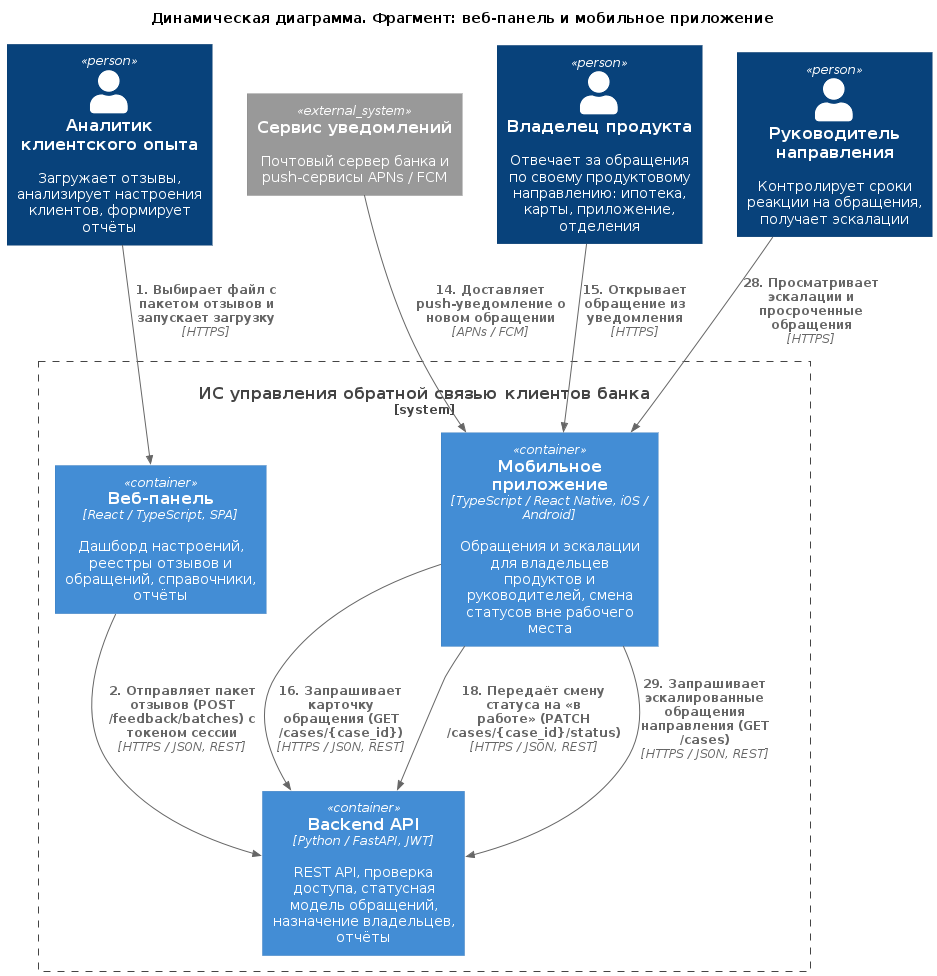 Динамическая диаграмма. Фрагмент: веб-панель и мобильное приложение
«person»
Аналитик
клиентского опыта
Загружает отзывы,
анализирует настроения
клиентов, формирует
отчёты
«external_system»
Сервис уведомлений
Почтовый сервер банка и
push-сервисы APNs / FCM
«person»
Владелец продукта
Отвечает за обращения
по своему продуктовому
направлению: ипотека,
карты, приложение,
отделения
«person»
Руководитель
направления
Контролирует сроки
реакции на обращения,
получает эскалации
1. Выбирает файл с
пакетом отзывов и
запускает загрузку
[HTTPS]
14. Доставляет
push-уведомление о
новом обращении
[APNs / FCM]
15. Открывает
обращение из
уведомления
[HTTPS]
28. Просматривает
эскалации и
просроченные
обращения
[HTTPS]
ИС управления обратной связью клиентов банка
[system]
«container»
Веб-панель
[React / TypeScript, SPA]
Дашборд настроений,
реестры отзывов и
обращений, справочники,
отчёты
«container»
Мобильное
приложение
[TypeScript / React Native, iOS /
Android]
Обращения и эскалации
для владельцев
продуктов и
руководителей, смена
статусов вне рабочего
места
2. Отправляет пакет
отзывов (POST
/feedback/batches) с
токеном сессии
[HTTPS / JSON, REST]
16. Запрашивает
карточку
обращения (GET
/cases/{case_id})
[HTTPS / JSON, REST]
18. Передаёт смену
статуса на «в
работе» (PATCH
/cases/{case_id}/status)
[HTTPS / JSON, REST]
29. Запрашивает
эскалированные
обращения
направления (GET
/cases)
[HTTPS / JSON, REST]
«container»
Backend API
[Python / FastAPI, JWT]
REST API, проверка
доступа, статусная
модель обращений,
назначение владельцев,
отчёты